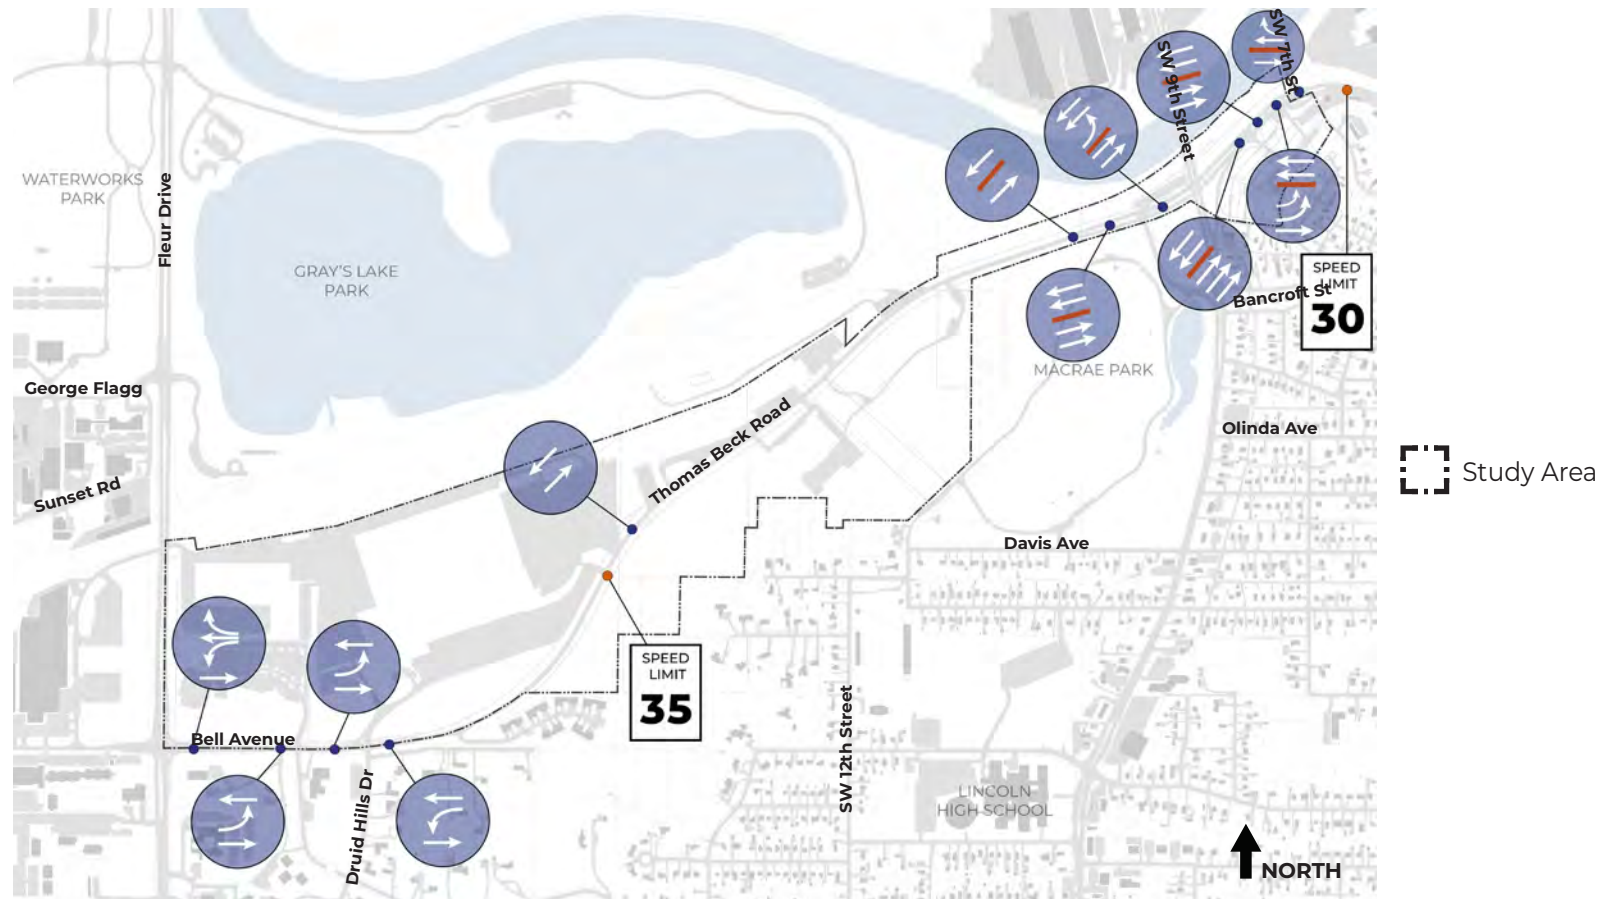 SW 7th St
SW 9th Street
WATERWORKS
PARK
Fleur Drive
GRAY'S LAKE
PARK
SPEED
LIMIT
30
Bancroft St
MACRAE PARK
George Flagg
Thomas Beck Road
Olinda Ave
Sunset Rd
Study Area
Davis Ave
SPEED
LIMIT
35
Bell Avenue
SW 12th Street
Druid Hills Dr
LINCOLN
HIGH SCHOOL
NORTH